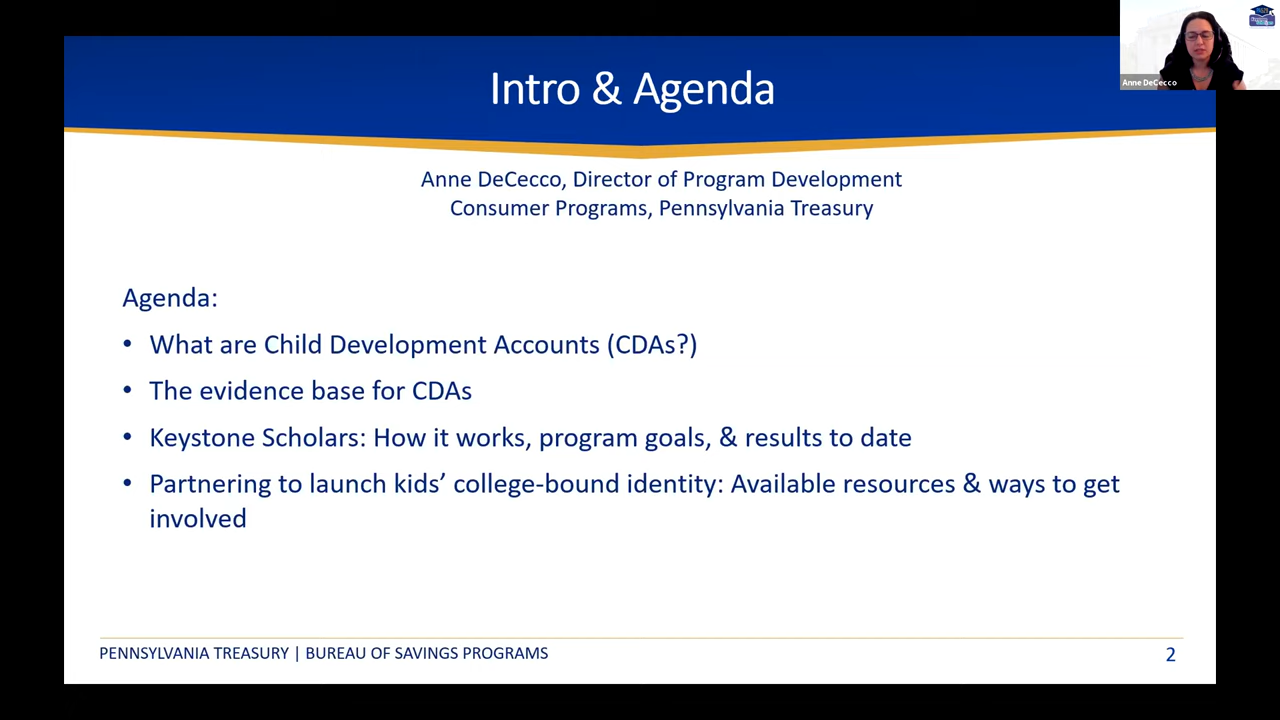 Anne DeCecco
Intro & Agenda
Anne DeCecco, Director of Program Development
Consumer Programs, Pennsylvania Treasury
Agenda:
• What are Child Development Accounts (CDAs?)
• The evidence base for CDAs
• Keystone Scholars: How it works, program goals, & results to date
• Partnering to launch kids’ college-bound identity: Available resources & ways to get
involved
PENNSYLVANIA TREASURY | BUREAU OF SAVINGS PROGRAMS
2